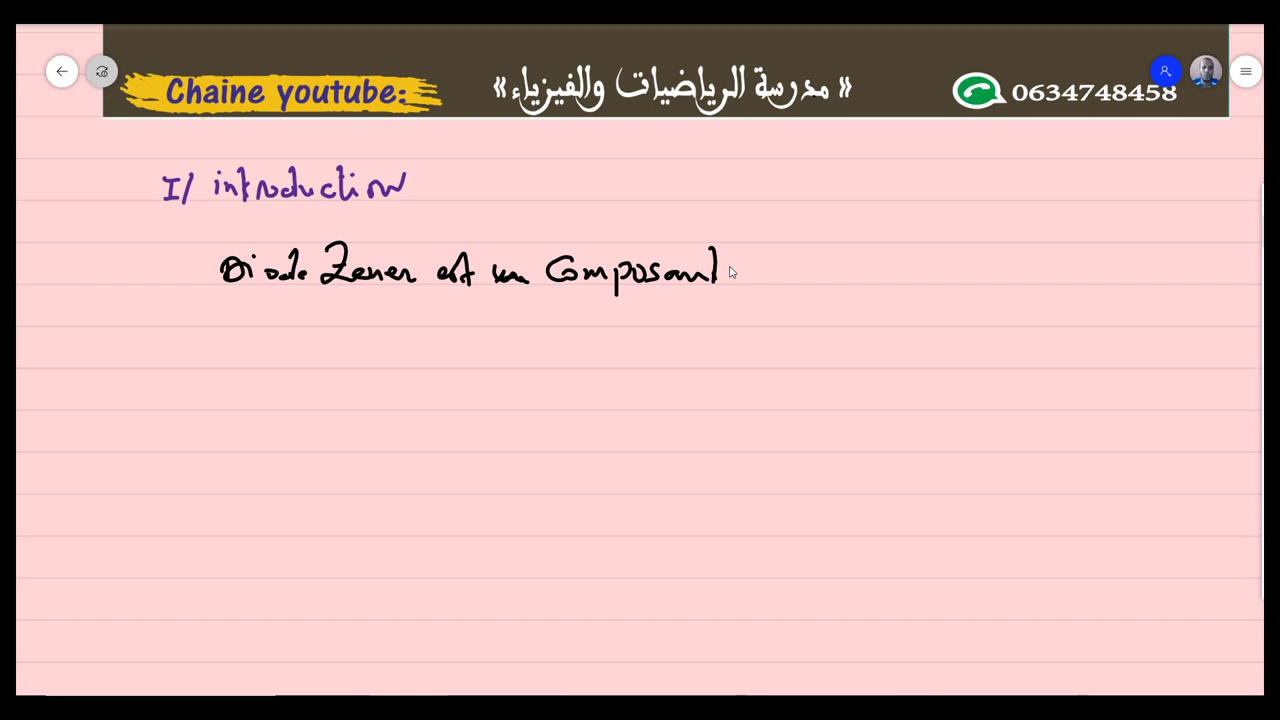 Chaine youtube:
« مدرسة الرياضيات والفيزياء »
0634748458
I/ introduction
Diode Zener est un Composant